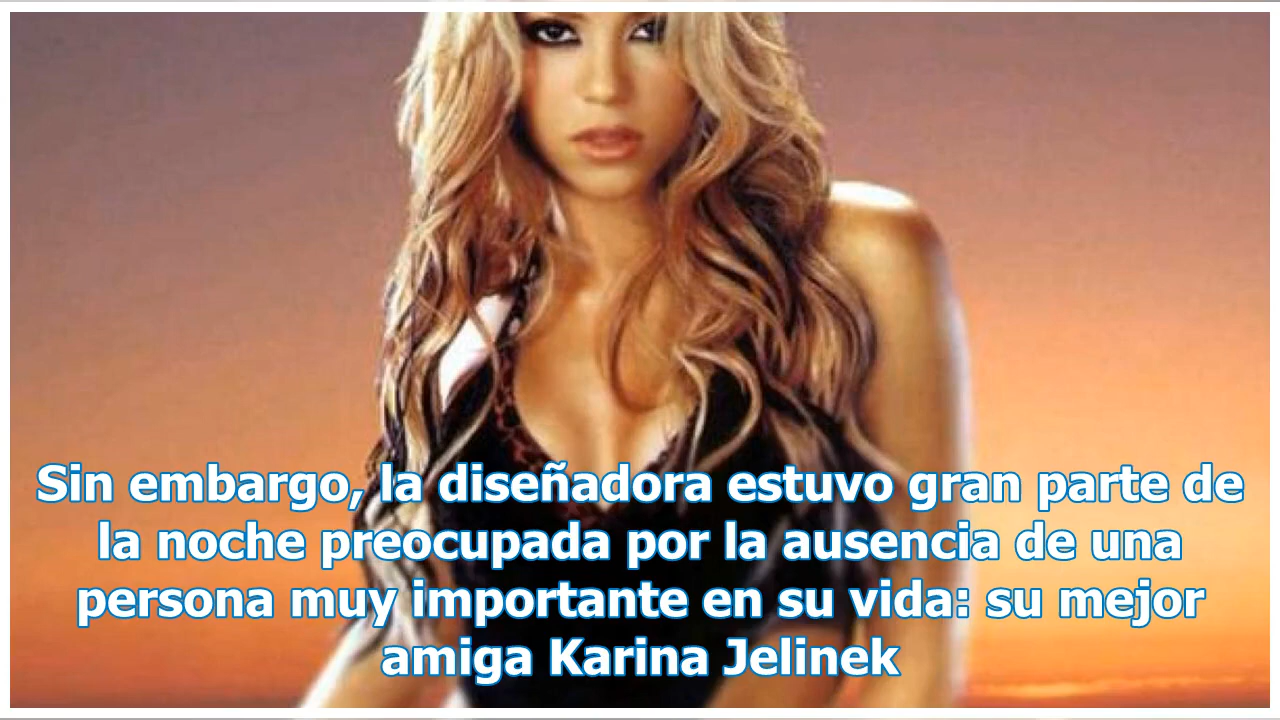 Sin embargo, la diseñadora estuvo gran parte de
la noche preocupada por la ausencia de una
persona muy importante en su vida: su mejor
amiga Karina Jelinek